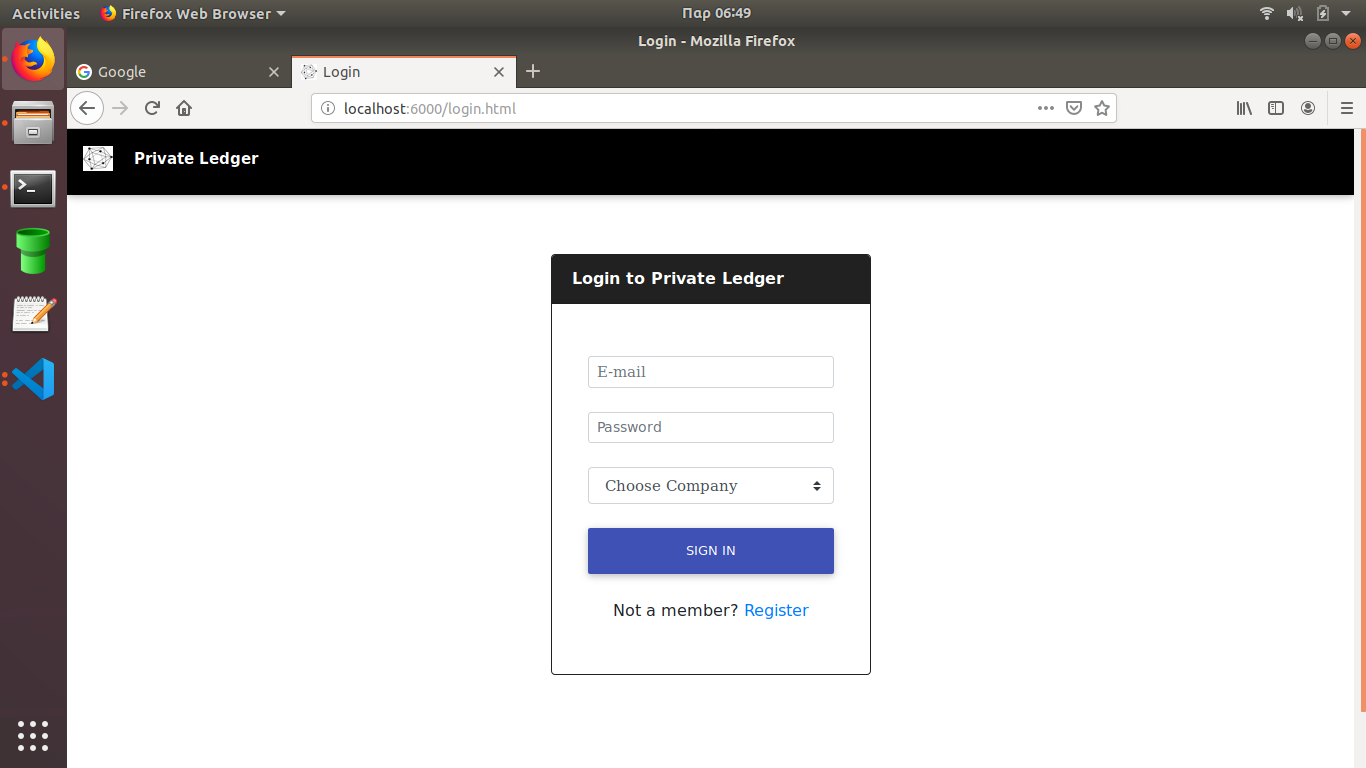 Activities Firefox Web Browser Παρ 06:49
Login - Mozilla Firefox
Google Login
localhost:6000/login.html
Private Ledger
Login to Private Ledger
E-mail
Password
Choose Company
SIGN IN
Not a member? Register